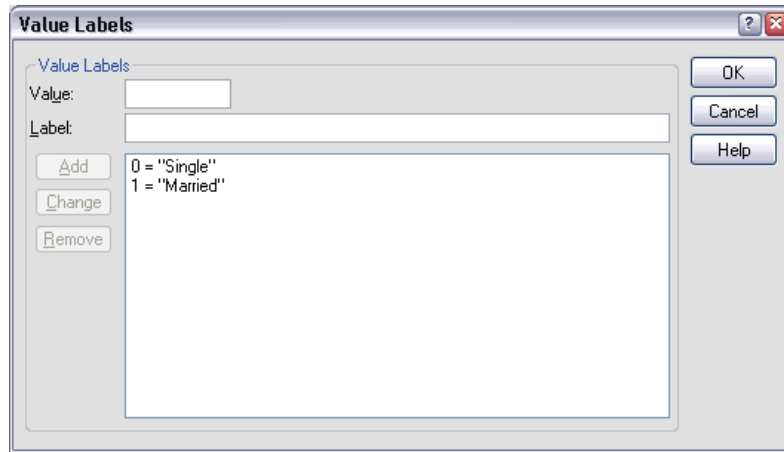 Value Labels
Value Labels
Value:
Label:
Add
Change
Remove
0 = "Single"
1 = "Married"
OK
Cancel
Help